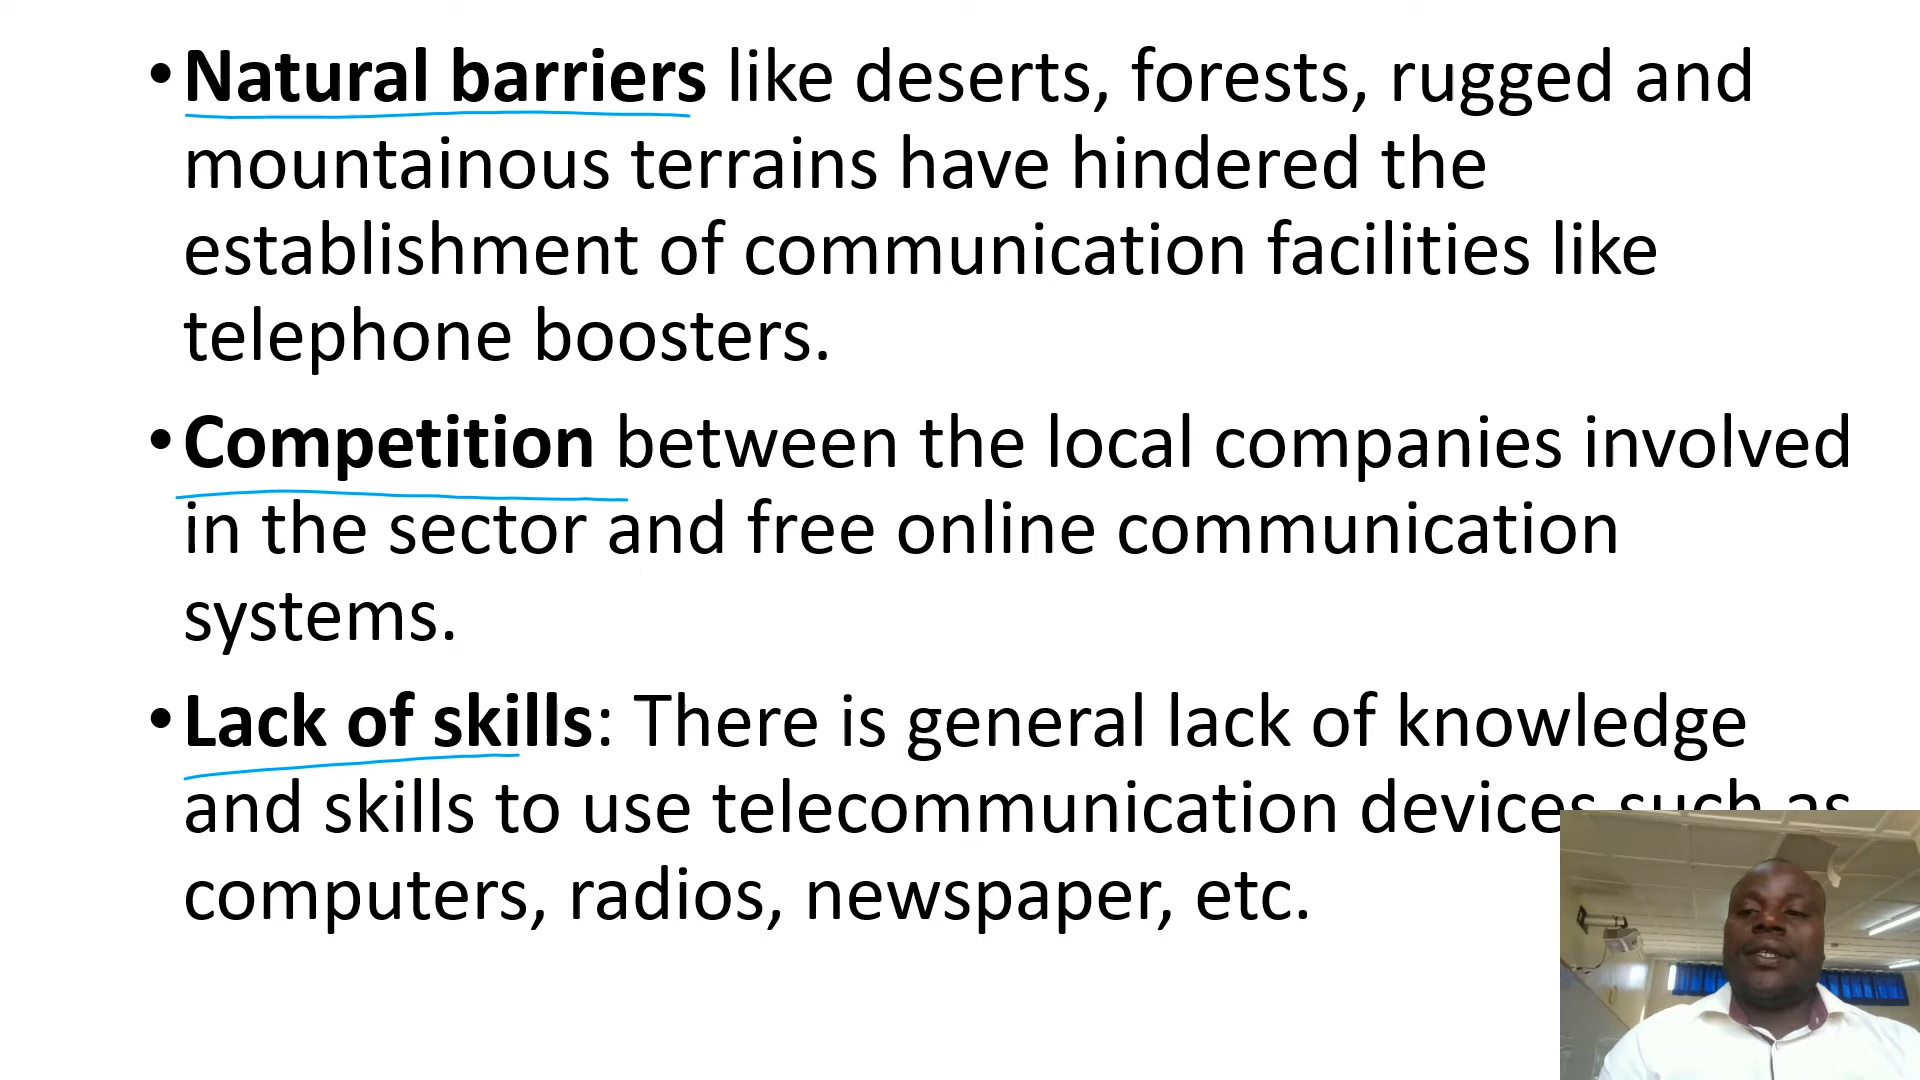 •Natural barriers like deserts, forests, rugged and
mountainous terrains have hindered the
establishment of communication facilities like
telephone boosters.
•Competition between the local companies involved
in the sector and free online communication
systems.
•Lack of skills: There is general lack of knowledge
and skills to use telecommunication devices such as
computers, radios, newspaper, etc.